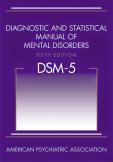 DIAGNOSTIC AND STATISTICAL
MANUAL OF
MENTAL DISORDERS
FIFTH EDITION
DSM-5
AMERICAN PSYCHIATRIC ASSOCIATION